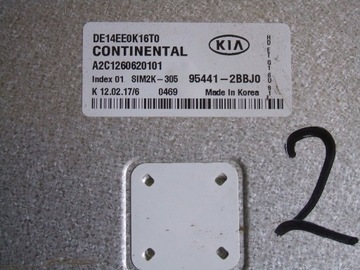 DE14EE0K16T0
CONTINENTAL
KIA
A2C1260620101
Index 01 SIM2K-305 95441-2BBJ0
K 12.02.17/6 0469 Made In Korea
2